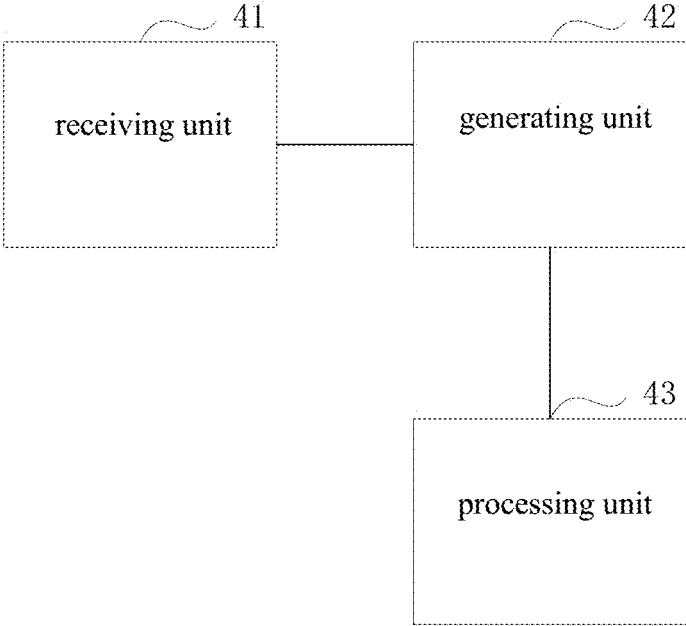 41
42
receiving unit
generating unit
43
processing unit